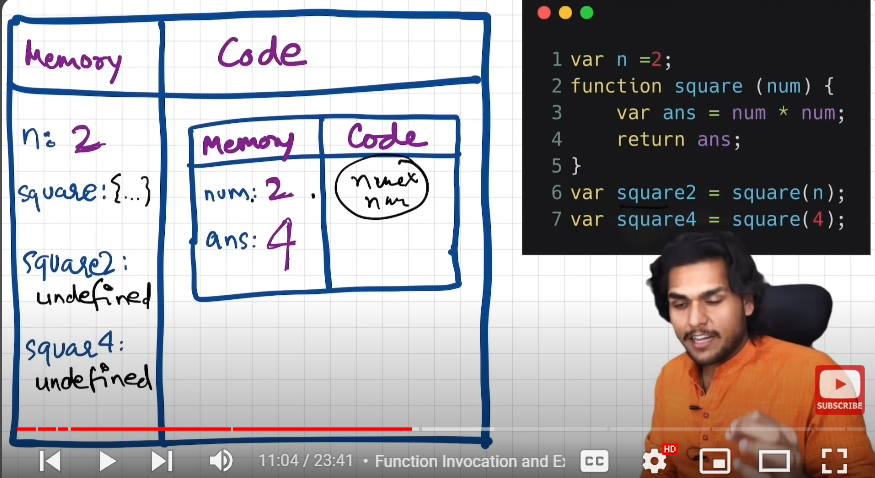 Memory
Code
n: 2
square: {...}
square2:
undefined
squar4:
undefined
Memory
Code
num: 2
ans: 4
num x
num
1 var n =2;
2 function square (num) {
3     var ans = num * num;
4     return ans;
5 }
6 var square2 = square(n);
7 var square4 = square(4);
SUBSCRIBE
11:04 / 23:41 • Function Invocation and Ex
CC
HD